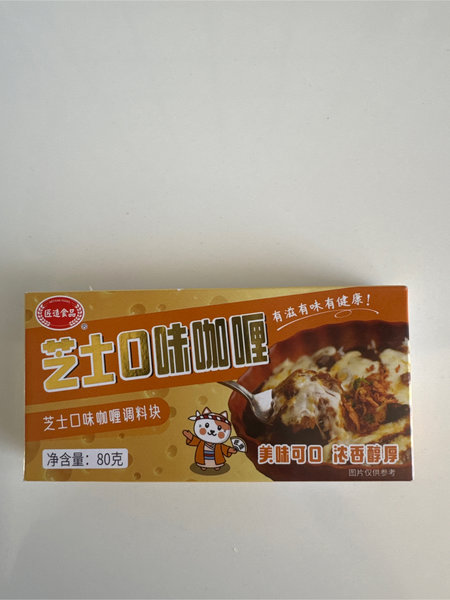 匠造食品
®
有滋有味有健康!
芝士口味咖喱
芝士口味咖喱调料块
净含量: 80克
美味可口 浓香醇厚
图片仅供参考